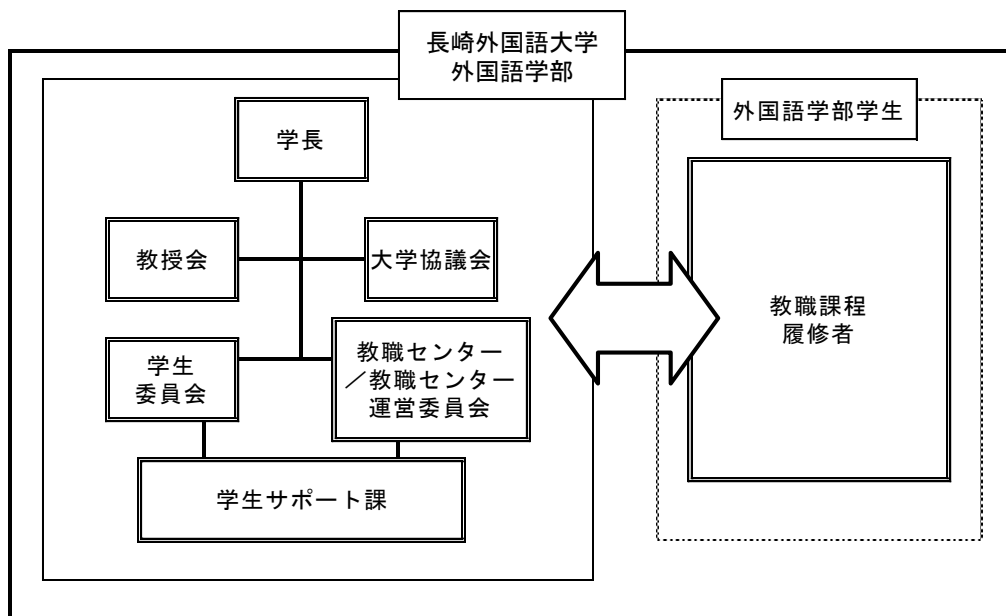 長崎外国語大学
外国語学部
学長
教授会
大学協議会
学生
委員会
教職センター
／教職センター
運営委員会
学生サポート課
外国語学部学生
教職課程
履修者